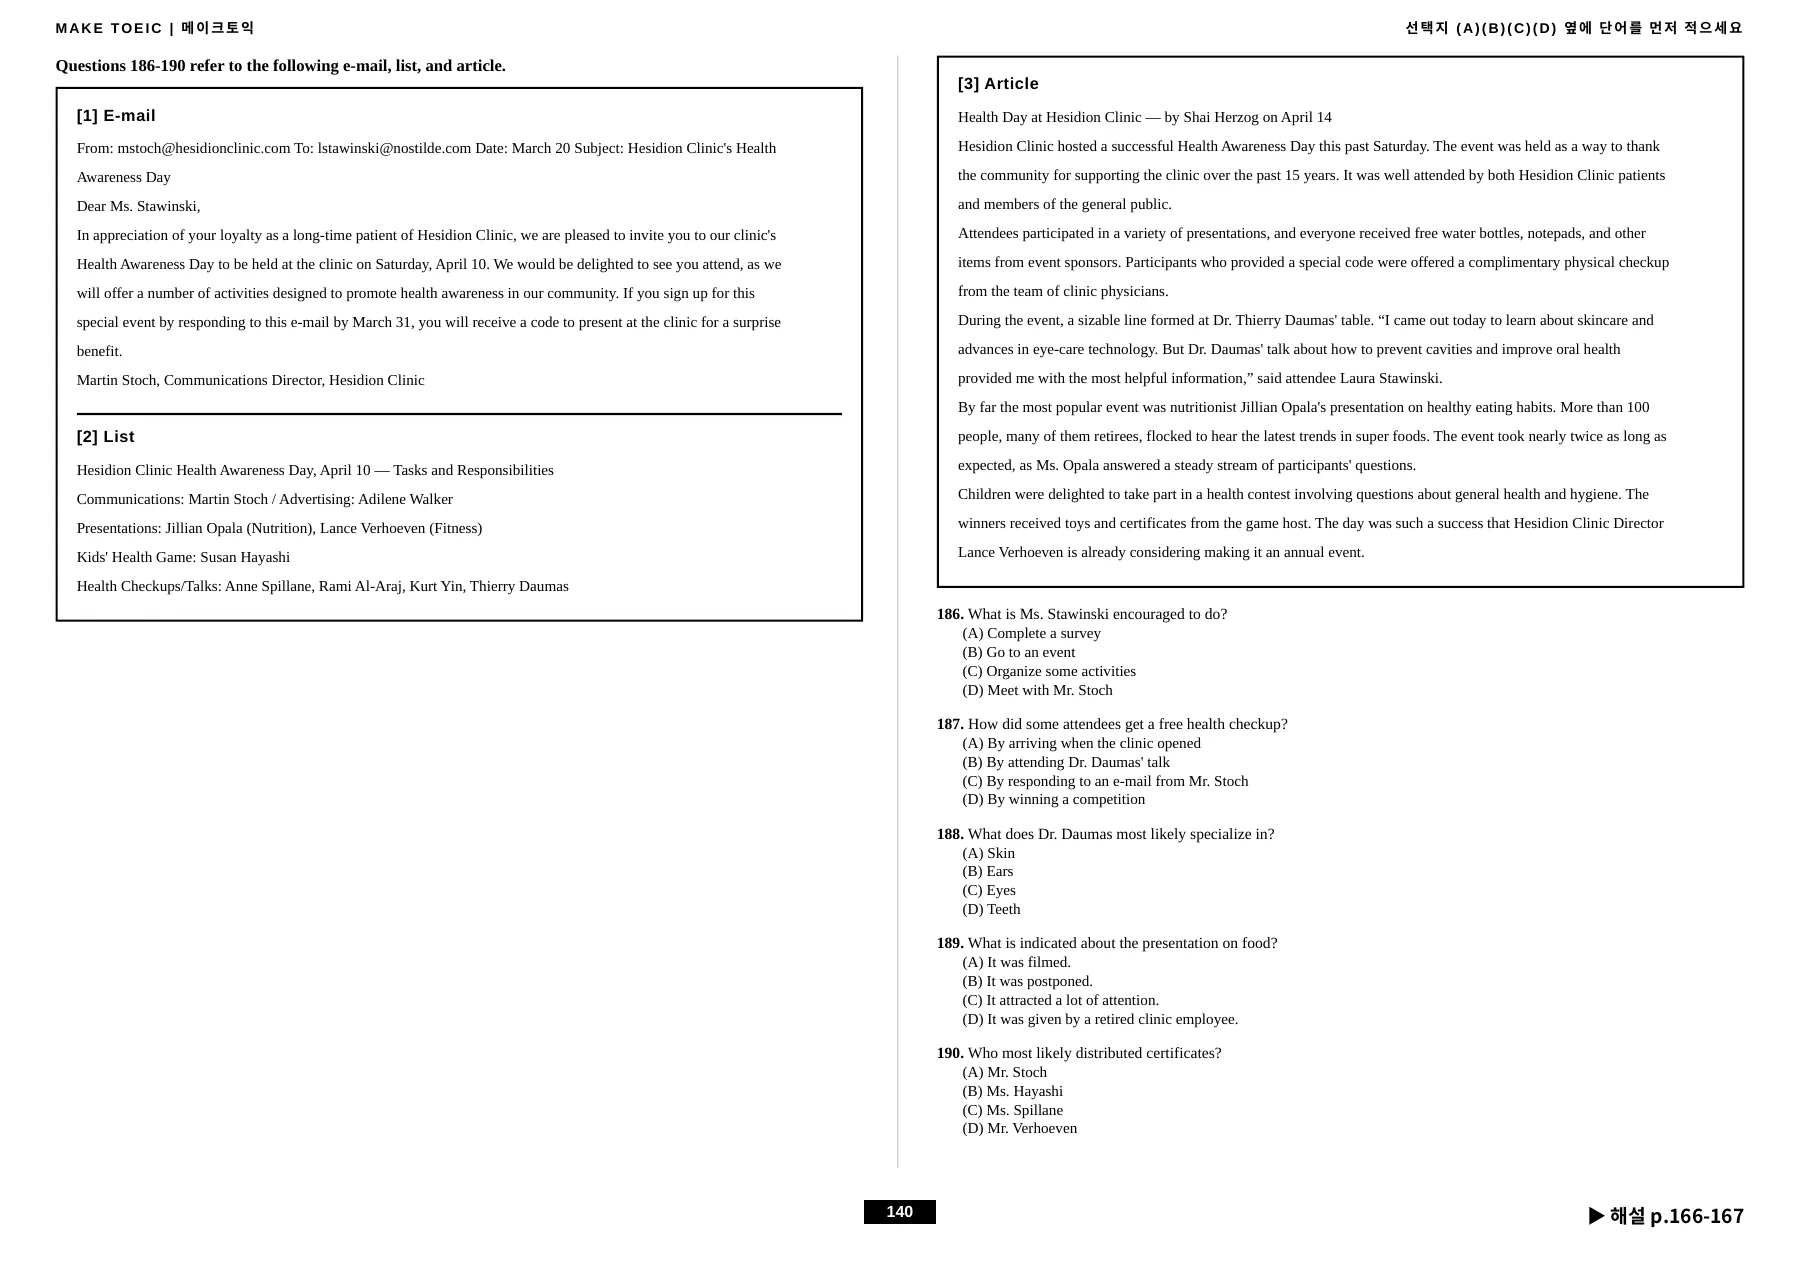 MAKE TOEIC | 메이크토익
선택지 (A)(B)(C)(D) 옆에 단어를 먼저 적으세요
Questions 186-190 refer to the following e-mail, list, and article.
[1] E-mail
From: mstoch@hesidionclinic.com To: lstawinski@nostilde.com Date: March 20 Subject: Hesidion Clinic's Health
Awareness Day
Dear Ms. Stawinski,
In appreciation of your loyalty as a long-time patient of Hesidion Clinic, we are pleased to invite you to our clinic's
Health Awareness Day to be held at the clinic on Saturday, April 10. We would be delighted to see you attend, as we
will offer a number of activities designed to promote health awareness in our community. If you sign up for this
special event by responding to this e-mail by March 31, you will receive a code to present at the clinic for a surprise
benefit.
Martin Stoch, Communications Director, Hesidion Clinic
[2] List
Hesidion Clinic Health Awareness Day, April 10 — Tasks and Responsibilities
Communications: Martin Stoch / Advertising: Adilene Walker
Presentations: Jillian Opala (Nutrition), Lance Verhoeven (Fitness)
Kids' Health Game: Susan Hayashi
Health Checkups/Talks: Anne Spillane, Rami Al-Araj, Kurt Yin, Thierry Daumas
[3] Article
Health Day at Hesidion Clinic — by Shai Herzog on April 14
Hesidion Clinic hosted a successful Health Awareness Day this past Saturday. The event was held as a way to thank
the community for supporting the clinic over the past 15 years. It was well attended by both Hesidion Clinic patients
and members of the general public.
Attendees participated in a variety of presentations, and everyone received free water bottles, notepads, and other
items from event sponsors. Participants who provided a special code were offered a complimentary physical checkup
from the team of clinic physicians.
During the event, a sizable line formed at Dr. Thierry Daumas' table. “I came out today to learn about skincare and
advances in eye-care technology. But Dr. Daumas' talk about how to prevent cavities and improve oral health
provided me with the most helpful information,” said attendee Laura Stawinski.
By far the most popular event was nutritionist Jillian Opala's presentation on healthy eating habits. More than 100
people, many of them retirees, flocked to hear the latest trends in super foods. The event took nearly twice as long as
expected, as Ms. Opala answered a steady stream of participants' questions.
Children were delighted to take part in a health contest involving questions about general health and hygiene. The
winners received toys and certificates from the game host. The day was such a success that Hesidion Clinic Director
Lance Verhoeven is already considering making it an annual event.
186. What is Ms. Stawinski encouraged to do?
(A) Complete a survey
(B) Go to an event
(C) Organize some activities
(D) Meet with Mr. Stoch
187. How did some attendees get a free health checkup?
(A) By arriving when the clinic opened
(B) By attending Dr. Daumas' talk
(C) By responding to an e-mail from Mr. Stoch
(D) By winning a competition
188. What does Dr. Daumas most likely specialize in?
(A) Skin
(B) Ears
(C) Eyes
(D) Teeth
189. What is indicated about the presentation on food?
(A) It was filmed.
(B) It was postponed.
(C) It attracted a lot of attention.
(D) It was given by a retired clinic employee.
190. Who most likely distributed certificates?
(A) Mr. Stoch
(B) Ms. Hayashi
(C) Ms. Spillane
(D) Mr. Verhoeven
140
▶ 해설 p.166-167